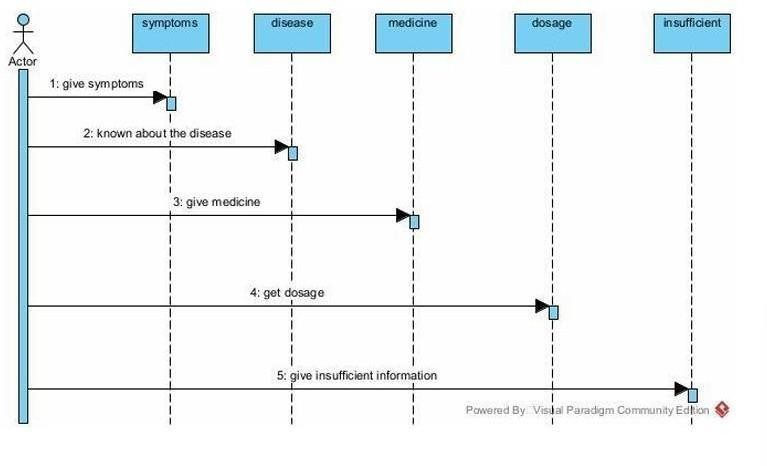 symptoms
disease
medicine
dosage
insufficient
Actor
1: give symptoms
2: known about the disease
3: give medicine
4: get dosage
5: give insufficient information
Powered By Visual Paradigm Community Edition